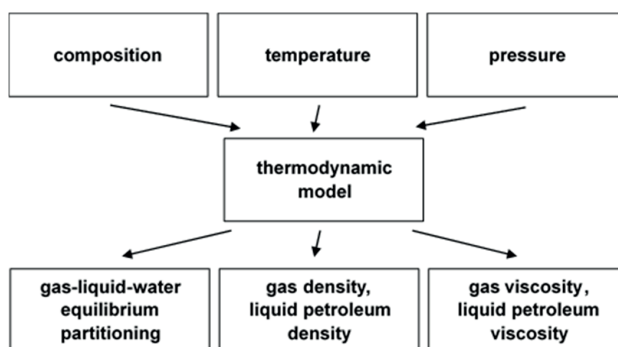 composition
temperature
pressure
thermodynamic
model
gas-liquid-water
equilibrium
partitioning
gas density,
liquid petroleum
density
gas viscosity,
liquid petroleum
viscosity